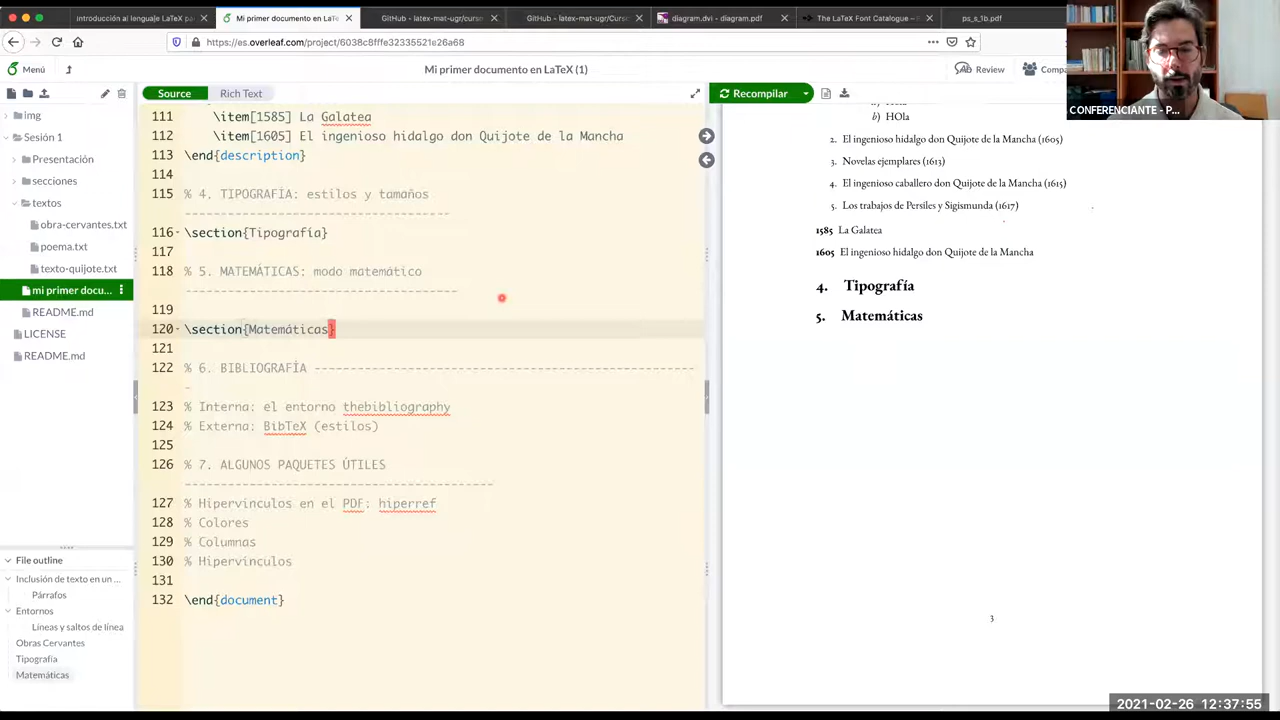 introducción al lenguaje LaTeX pa
Mi primer documento en LaTe
GitHub - latex-mat-ugr/curso
GitHub - latex-mat-ugr/Curso
diagram.dvi - diagram.pdf
The LaTeX Font Catalogue –
ps_s_1b.pdf
https://es.overleaf.com/project/6038c8fffe32335521e26a68
Menú
Mi primer documento en LaTeX (1)
Review
Compa
CONFERENCIANTE - P...
Source
Rich Text
Recompilar
img
Sesión 1
Presentación
secciones
textos
obra-cervantes.txt
poema.txt
texto-quijote.txt
mi primer docu...
README.md
LICENSE
README.md
File outline
Inclusión de texto en un ...
Párrafos
Entornos
Líneas y saltos de línea
Obras Cervantes
Tipografía
Matemáticas
111 \item[1585] La Galatea
112 \item[1605] El ingenioso hidalgo don Quijote de la Mancha
113 \end{description}
114
115 % 4. TIPOGRAFÍA: estilos y tamaños
-------------------------------------
116 \section{Tipografía}
117
118 % 5. MATEMÁTICAS: modo matemático
--------------------------------------
119
120 \section{Matemáticas}
121
122 % 6. BIBLIOGRAFÍA -----------------------------------------------------
-
123 % Interna: el entorno thebibliography
124 % Externa: BibTeX (estilos)
125
126 % 7. ALGUNOS PAQUETES ÚTILES
-------------------------------------------
127 % Hipervinculos en el PDF: hiperref
128 % Colores
129 % Columnas
130 % Hipervinculos
131
132 \end{document}
b) HOla
2. El ingenioso hidalgo don Quijote de la Mancha (1605)
3. Novelas ejemplares (1613)
4. El ingenioso caballero don Quijote de la Mancha (1615)
5. Los trabajos de Persiles y Sigismunda (1617)
1585 La Galatea
1605 El ingenioso hidalgo don Quijote de la Mancha
4. Tipografía
5. Matemáticas
3
2021-02-26 12:37:55